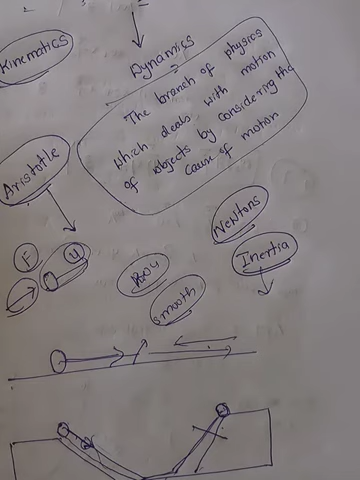 Kinematics
Dynamics
The branch of physics
which deals with motion
of objects by considering the
cause of motion
Aristotle
Newtons
Inertia
F
smooth